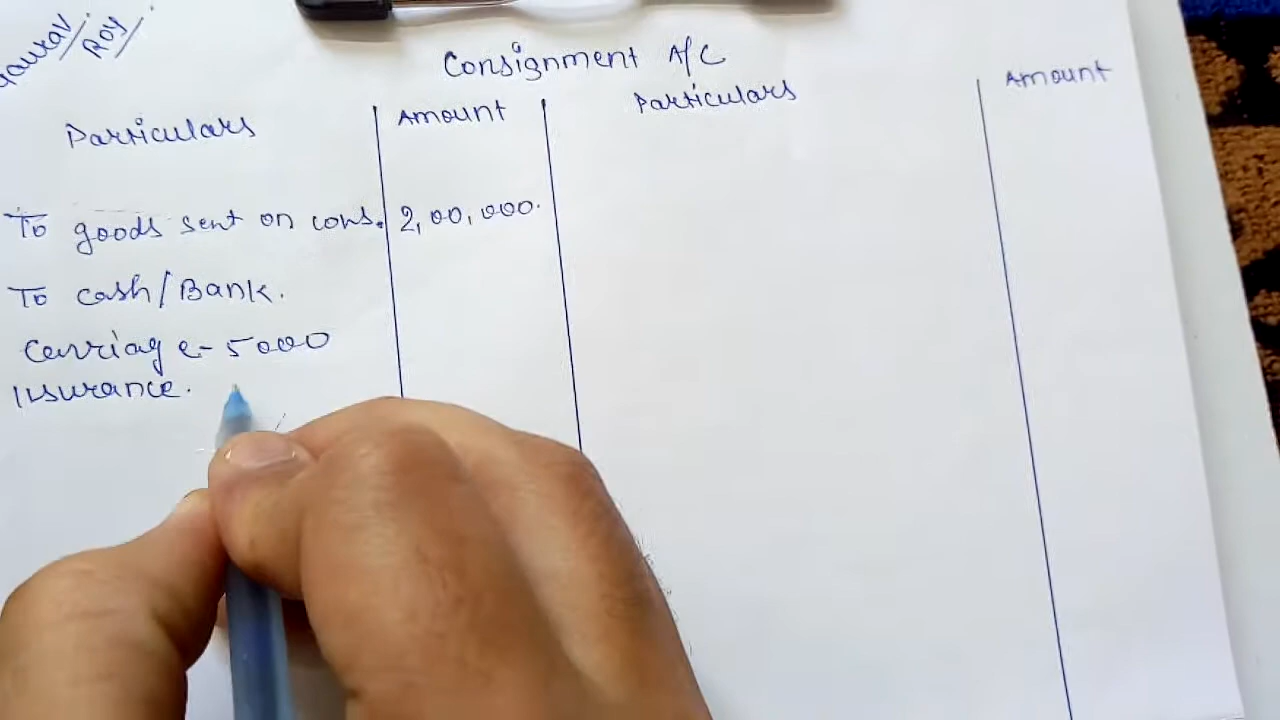 Roy
Consignment A/C
Particulars Amount Particulars Amount
To goods sent on cons. 2,00,000.
To cash/Bank.
Carriage - 5000
Insurance.